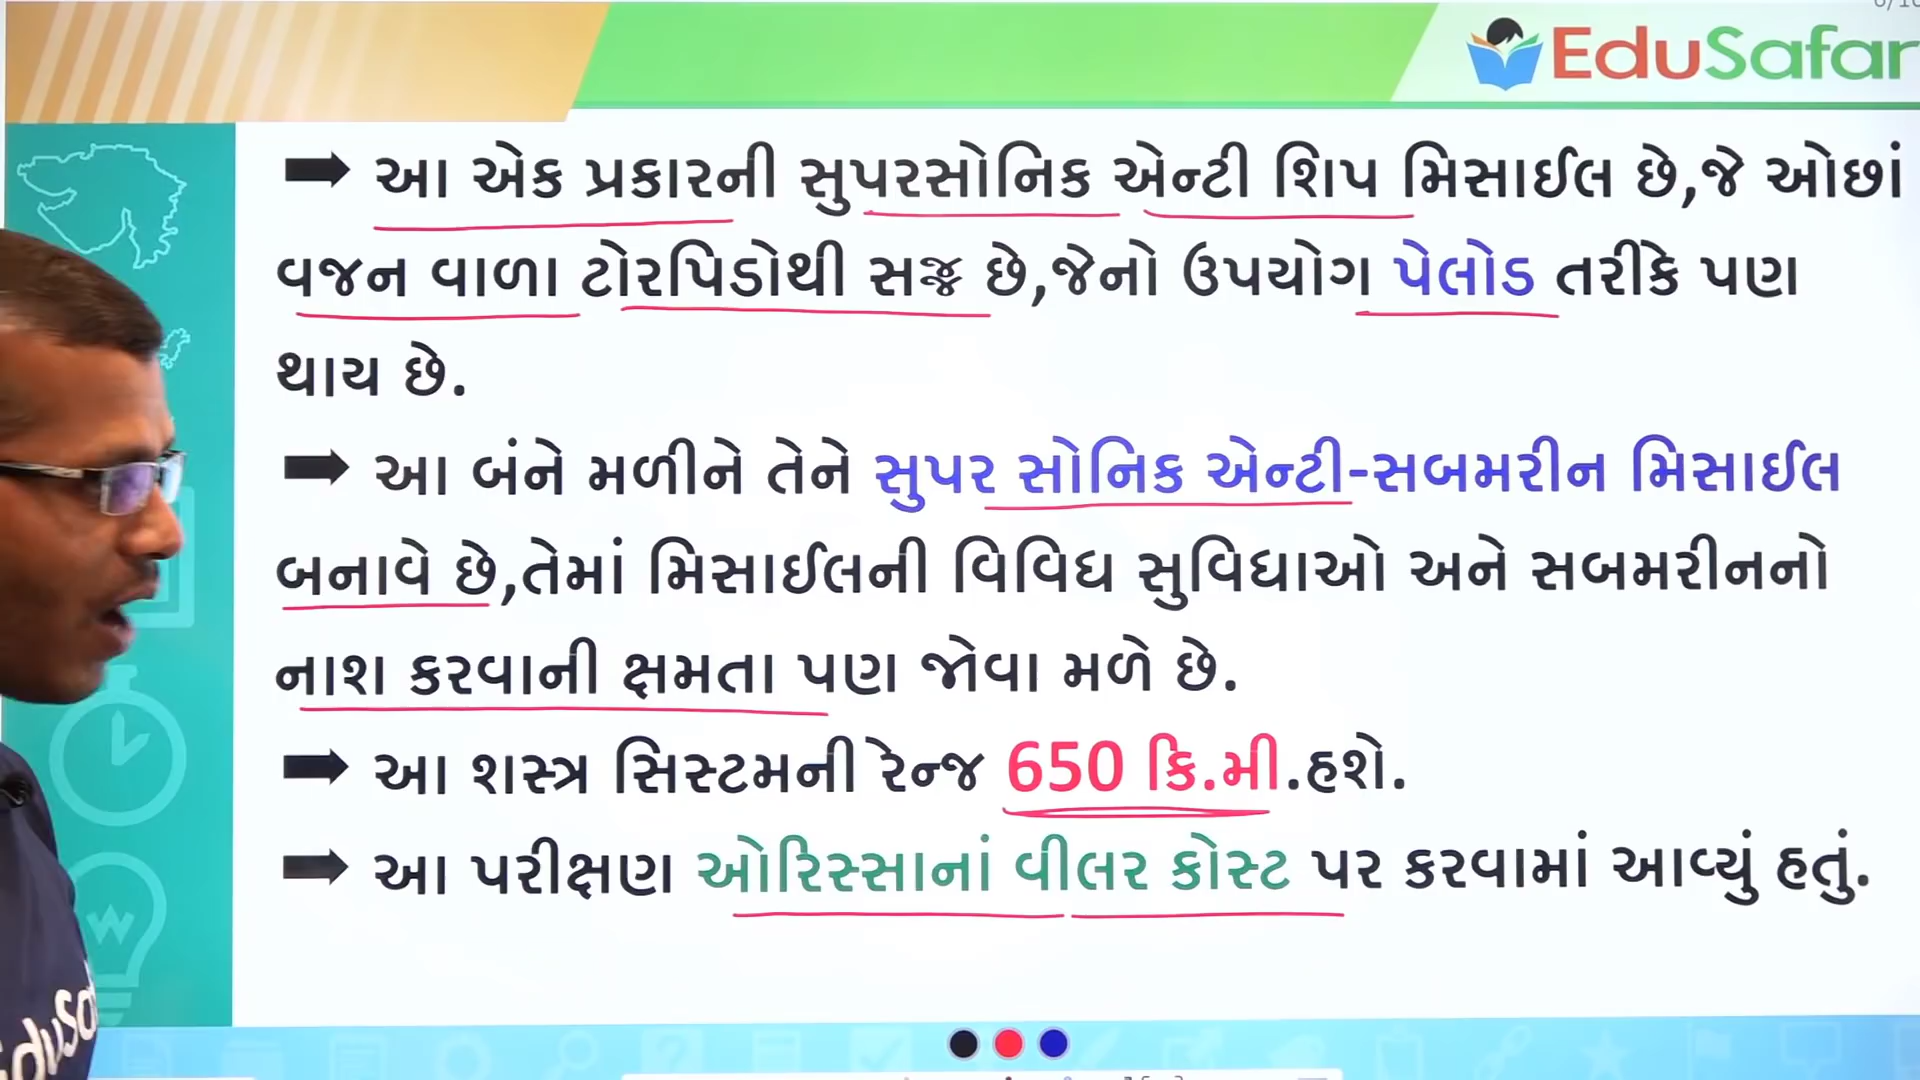 EduSafar
➡ આ એક પ્રકારની સુપરસોનિક એન્ટી શિપ મિસાઈલ છે,જે ઓછાં
વજન વાળા ટોરપિડોથી સજ્જ છે,જેનો ઉપયોગ પેલોડ તરીકે પણ
થાય છે.
➡ આ બંને મળીને તેને સુપર સોનિક એન્ટી-સબમરીન મિસાઈલ
બનાવે છે,તેમાં મિસાઈલની વિવિધ સુવિધાઓ અને સબમરીનનો
નાશ કરવાની ક્ષમતા પણ જોવા મળે છે.
➡ આ શસ્ત્ર સિસ્ટમની રેન્જ 650 કિ.મી.હશે.
➡ આ પરીક્ષણ ઓરિસ્સાનાં વીલર કોસ્ટ પર કરવામાં આવ્યું હતું.